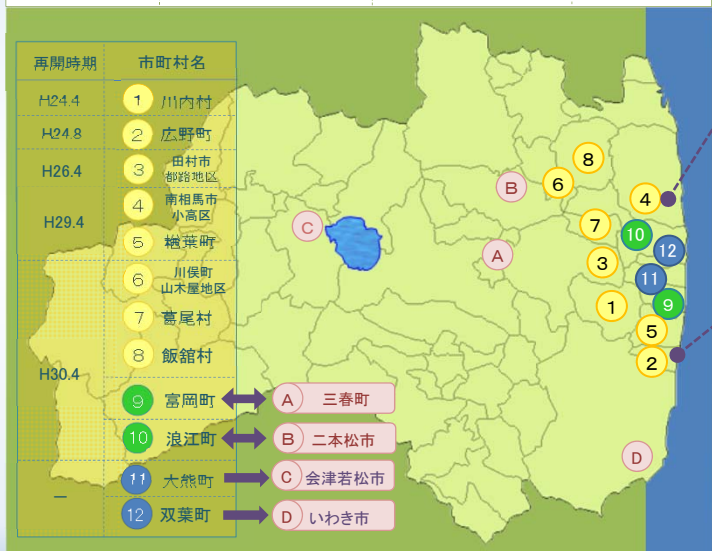 再開時期 市町村名
H24.4 1 川内村
H24.8 2 広野町
H26.4 3 田村市
都路地区
H29.4 4 南相馬市
小高区
5 楢葉町
H30.4 6 川俣町
山木屋地区
7 葛尾村
8 飯舘村
9 富岡町 A 三春町
10 浪江町 B 二本松市
－ 11 大熊町 C 会津若松市
12 双葉町 D いわき市
8
B
6
4
C
7
10
12
A
3
11
1
9
5
2
D